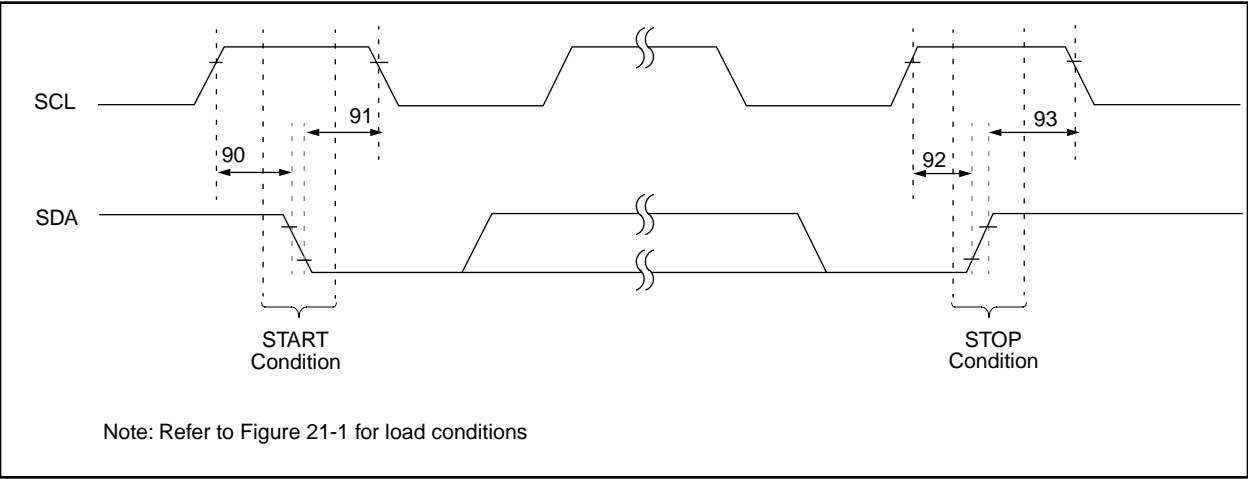 SCL
91
93
90
92
SDA
START
Condition
STOP
Condition
Note: Refer to Figure 21-1 for load conditions